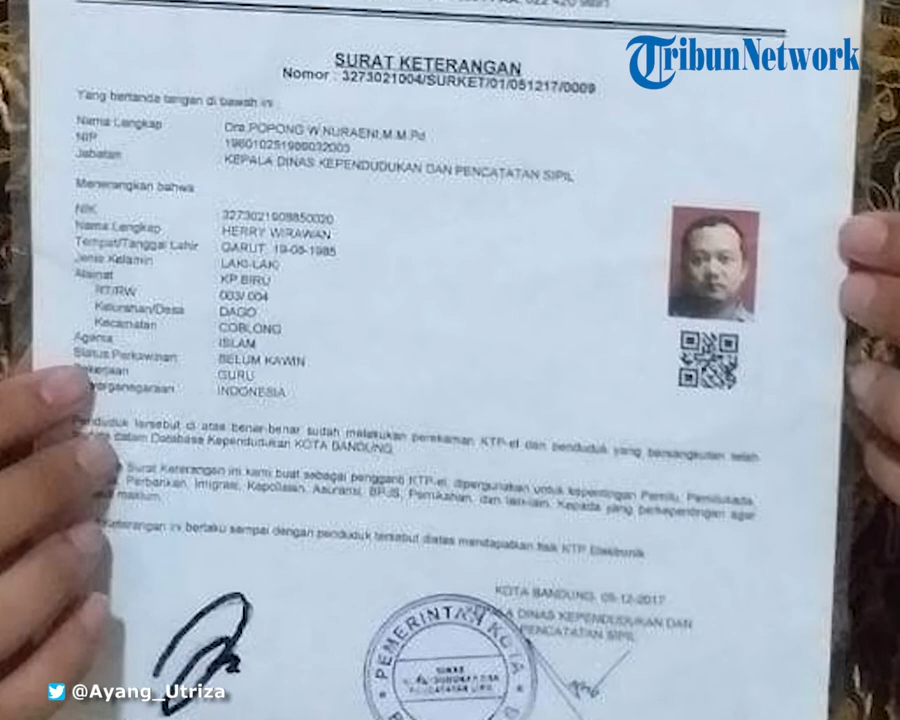 TribunNetwork
SURAT KETERANGAN
Nomor : 3273021004/SURKET/01/051217/0009
Yang bertanda tangan di bawah ini
Nama Lengkap Dra.POPONG W.NURAENI,M.M.Pd
NIP 196010251986032003
Jabatan KEPALA DINAS KEPENDUDUKAN DAN PENCATATAN SIPIL
Menerangkan bahwa
NIK 3273021908850020
Nama Lengkap HERRY WIRAWAN
Tempat/Tanggal Lahir GARUT, 19-05-1985
Jenis Kelamin LAKI-LAKI
Alamat KP BIRU
RT/RW 003/ 004
Kelurahan/Desa DAGO
Kecamatan COBLONG
Agama ISLAM
Status Perkawinan BELUM KAWIN
Pekerjaan GURU
INDONESIA
Penduduk tersebut di atas benar-benar sudah melakukan perekaman KTP-el dan penduduk yang bersangkutan telah
dalam Database Kependudukan KOTA BANDUNG.
Surat Keterangan ini kami buat sebagai pengganti KTP-el, dipergunakan untuk kepentingan Pemilu, Pemilukada,
Perbankan, Imigrasi, Kepolisian, Asuransi, BPJS, Pernikahan, dan lain-lain. Kepada yang berkepentingan agar
maklum.
Keterangan ini berlaku sampai dengan penduduk tersebut diatas mendapatkan fisik KTP Elektronik
KOTA BANDUNG, 05-12-2017
DINAS KEPENDUDUKAN DAN
PENCATATAN SIPIL
PEMERINTAH KOTA
DINAS
@Ayang_Utriza